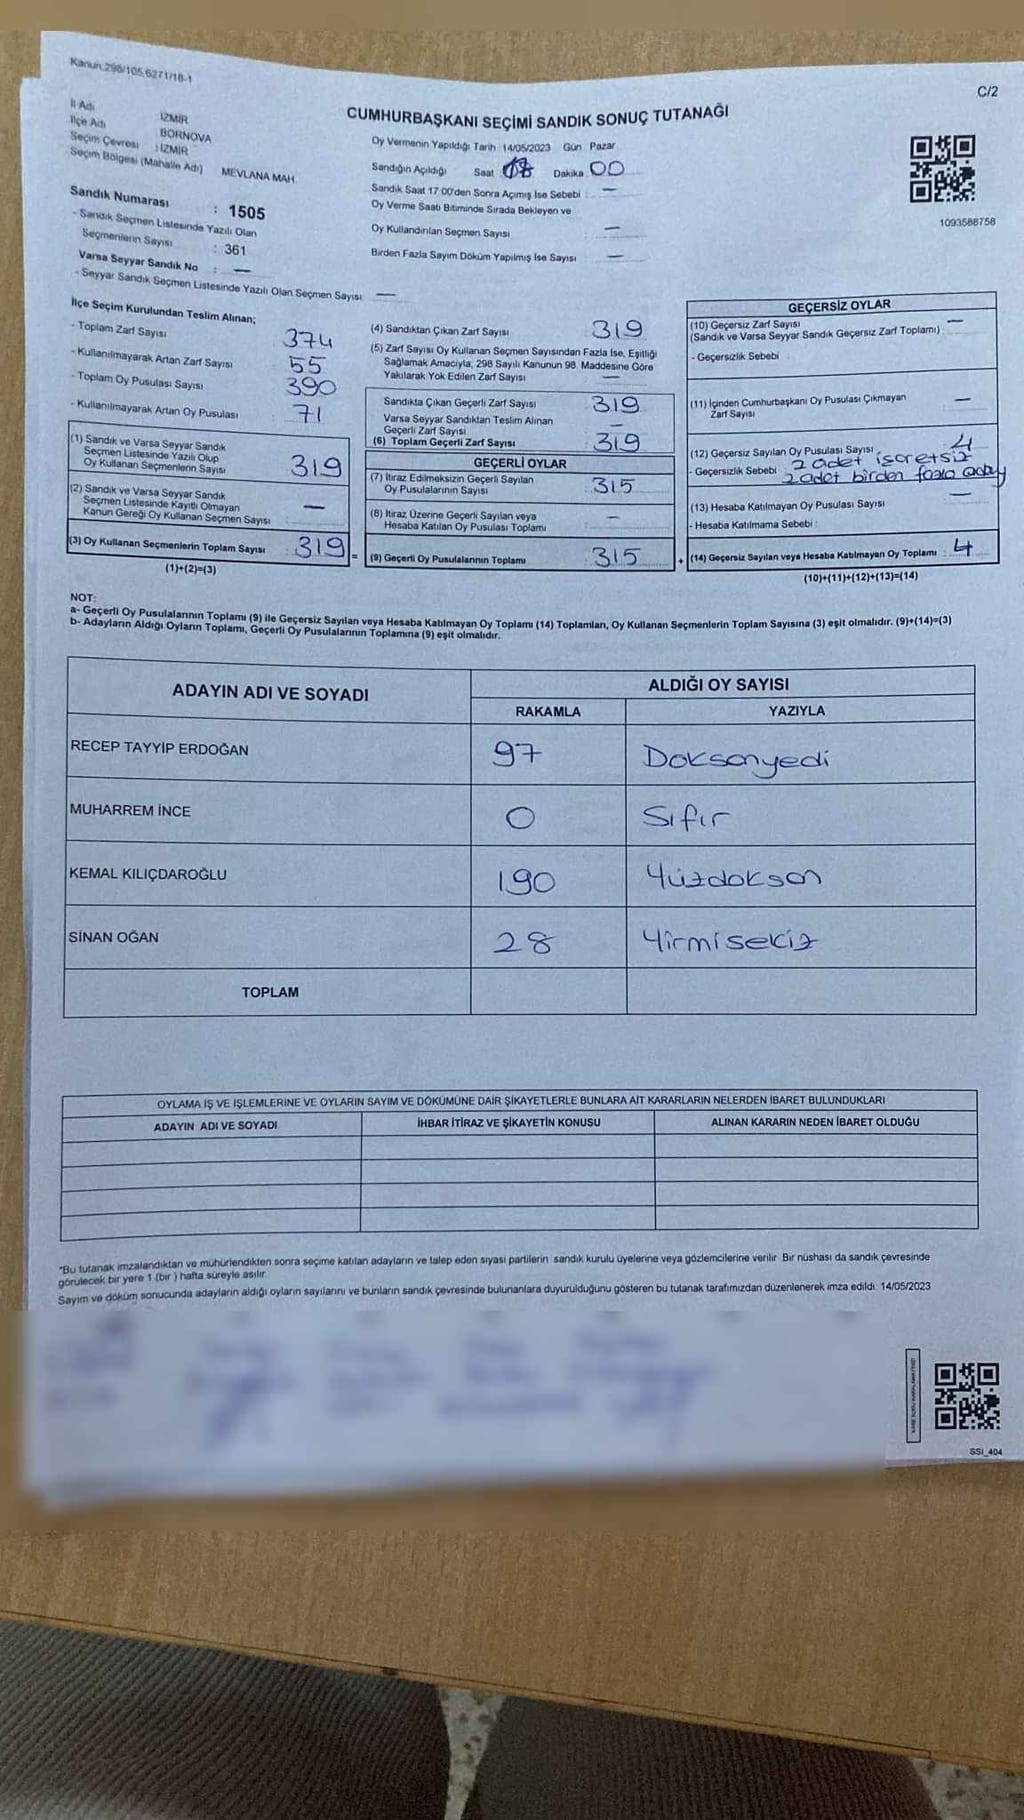 Kanun:298/105,6271/18-1
C/2
CUMHURBAŞKANI SEÇİMİ SANDIK SONUÇ TUTANAĞI
İl Adı : İZMİR
İlçe Adı : BORNOVA
Seçim Çevresi : İZMİR
Seçim Bölgesi (Mahalle Adı) MEVLANA MAH.
Sandık Numarası : 1505
- Sandık Seçmen Listesinde Yazılı Olan
Seçmenlerin Sayısı : 361
Varsa Seyyar Sandık No : —
- Seyyar Sandık Seçmen Listesinde Yazılı Olan Seçmen Sayısı : —
Oy Vermenin Yapıldığı Tarih : 14/05/2023 Gün : Pazar
Sandığın Açıldığı Saat 18 Dakika 00
Sandık Saat 17:00'den Sonra Açımış İse Sebebi : —
Oy Verme Saati Bitiminde Sırada Bekleyen ve
Oy Kullandırılan Seçmen Sayısı : —
Birden Fazla Sayım Döküm Yapılmış İse Sayısı : —
1093588758
İlçe Seçim Kurulundan Teslim Alınan;
- Toplam Zarf Sayısı : 374
- Kullanılmayarak Artan Zarf Sayısı : 55
- Toplam Oy Pusulası Sayısı : 390
- Kullanılmayarak Artan Oy Pusulası : 71
(1) Sandık ve Varsa Seyyar Sandık
Seçmen Listesinde Yazılı Olup
Oy Kullanan Seçmenlerin Sayısı : 319
(2) Sandık ve Varsa Seyyar Sandık
Seçmen Listesinde Kayıtlı Olmayan
Kanun Gereği Oy Kullanan Seçmen Sayısı : —
(3) Oy Kullanan Seçmenlerin Toplam Sayısı : 319 =
(1)+(2)=(3)
(4) Sandıktan Çıkan Zarf Sayısı : 319
(5) Zarf Sayısı Oy Kullanan Seçmen Sayısından Fazla İse, Eşitliği
Sağlamak Amacıyla, 298 Sayılı Kanunun 98. Maddesine Göre
Yakılarak Yok Edilen Zarf Sayısı : —
Sandıkta Çıkan Geçerli Zarf Sayısı : 319
Varsa Seyyar Sandıktan Teslim Alınan
Geçerli Zarf Sayısı : —
(6) Toplam Geçerli Zarf Sayısı : 319
GEÇERLİ OYLAR
(7) İtiraz Edilmeksizin Geçerli Sayılan
Oy Pusulalarının Sayısı : 315
(8) İtiraz Üzerine Geçerli Sayılan veya
Hesaba Katılan Oy Pusulası Toplamı : —
(9) Geçerli Oy Pusulalarının Toplamı : 315 +
GEÇERSİZ OYLAR
(10) Geçersiz Zarf Sayısı : —
(Sandık ve Varsa Seyyar Sandık Geçersiz Zarf Toplamı) :
- Geçersizlik Sebebi :
(11) İçinden Cumhurbaşkanı Oy Pusulası Çıkmayan
Zarf Sayısı : —
(12) Geçersiz Sayılan Oy Pusulası Sayısı : 4
- Geçersizlik Sebebi : 2 adet işaretsiz
2 adet birden fazla aday
(13) Hesaba Katılmayan Oy Pusulası Sayısı : —
- Hesaba Katılmama Sebebi :
(14) Geçersiz Sayılan veya Hesaba Katılmayan Oy Toplamı : 4
(10)+(11)+(12)+(13)=(14)
NOT:
a- Geçerli Oy Pusulalarının Toplamı (9) ile Geçersiz Sayılan veya Hesaba Katılmayan Oy Toplamı (14) Toplamları, Oy Kullanan Seçmenlerin Toplam Sayısına (3) eşit olmalıdır. (9)+(14)=(3)
b- Adayların Aldığı Oyların Toplamı, Geçerli Oy Pusulalarının Toplamına (9) eşit olmalıdır.
ADAYIN ADI VE SOYADI
ALDIĞI OY SAYISI
RAKAMLA YAZIYLA
RECEP TAYYİP ERDOĞAN 97 Doksanyedi
MUHARREM İNCE 0 Sıfır
KEMAL KILIÇDAROĞLU 190 Yüzdoksan
SİNAN OĞAN 28 Yirmisekiz
TOPLAM
OYLAMA İŞ VE İŞLEMLERİNE VE OYLARIN SAYIM VE DÖKÜMÜNE DAİR ŞİKAYETLERLE BUNLARA AİT KARARLARIN NELERDEN İBARET BULUNDUKLARI
ADAYIN ADI VE SOYADI İHBAR İTİRAZ VE ŞİKAYETİN KONUSU ALINAN KARARIN NEDEN İBARET OLDUĞU
*Bu tutanak imzalandıktan ve mühürlendikten sonra seçime katılan adayların ve talep eden siyasi partilerin sandık kurulu üyelerine veya gözlemcilerine verilir. Bir nüshası da sandık çevresinde
görülecek bir yere 1 (bir ) hafta süreyle asılır.
Sayım ve döküm sonucunda adayların aldığı oyların sayılarını ve bunların sandık çevresinde bulunanlara duyurulduğunu gösteren bu tutanak tarafımızdan düzenlenerek imza edildi. 14/05/2023
SSI_404